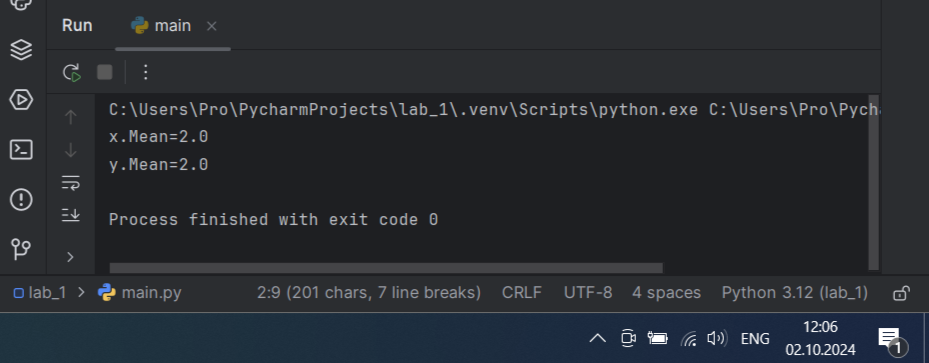 Run main
C:\Users\Pro\PycharmProjects\lab_1\.venv\Scripts\python.exe C:\Users\Pro\Pych
x.Mean=2.0
y.Mean=2.0
Process finished with exit code 0
lab_1 > main.py 2:9 (201 chars, 7 line breaks) CRLF UTF-8 4 spaces Python 3.12 (lab_1)
ENG 12:06
02.10.2024 1